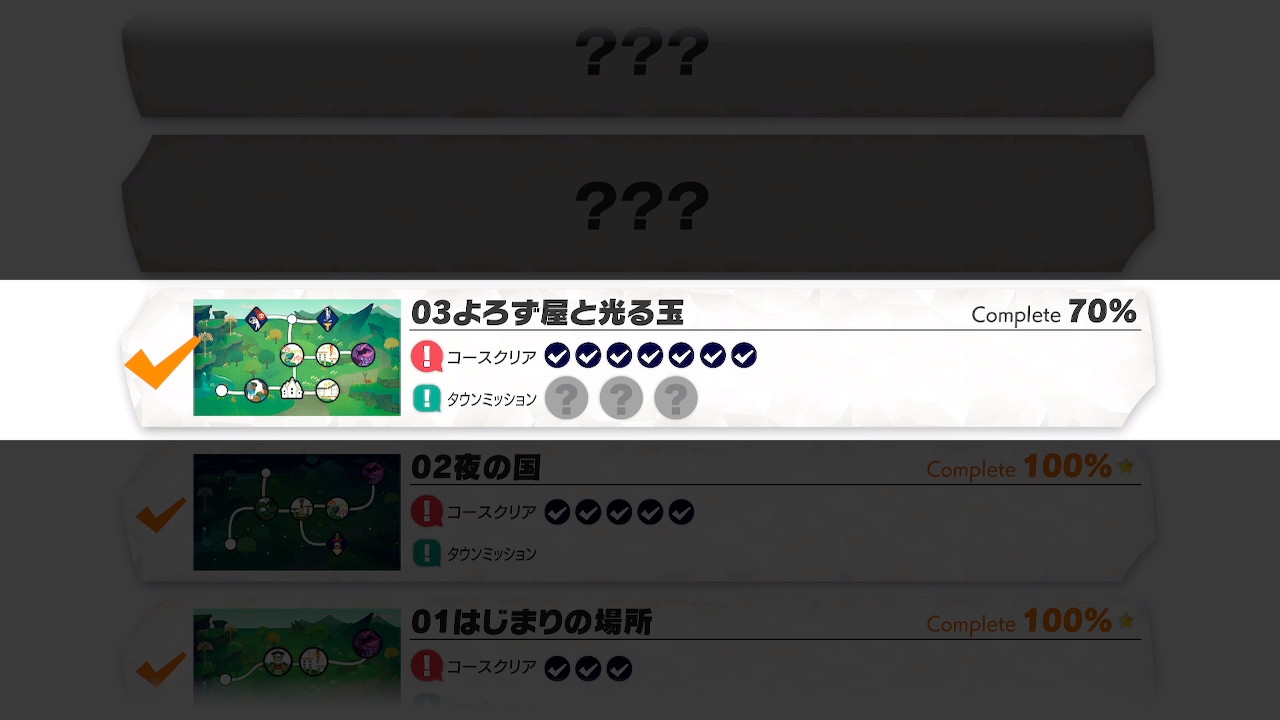 ???
???
03よろず屋と光る玉
Complete 70%
! コースクリア
! タウンミッション ? ? ?
02夜の国
Complete 100%
! コースクリア
! タウンミッション
01はじまりの場所
Complete 100%
! コースクリア